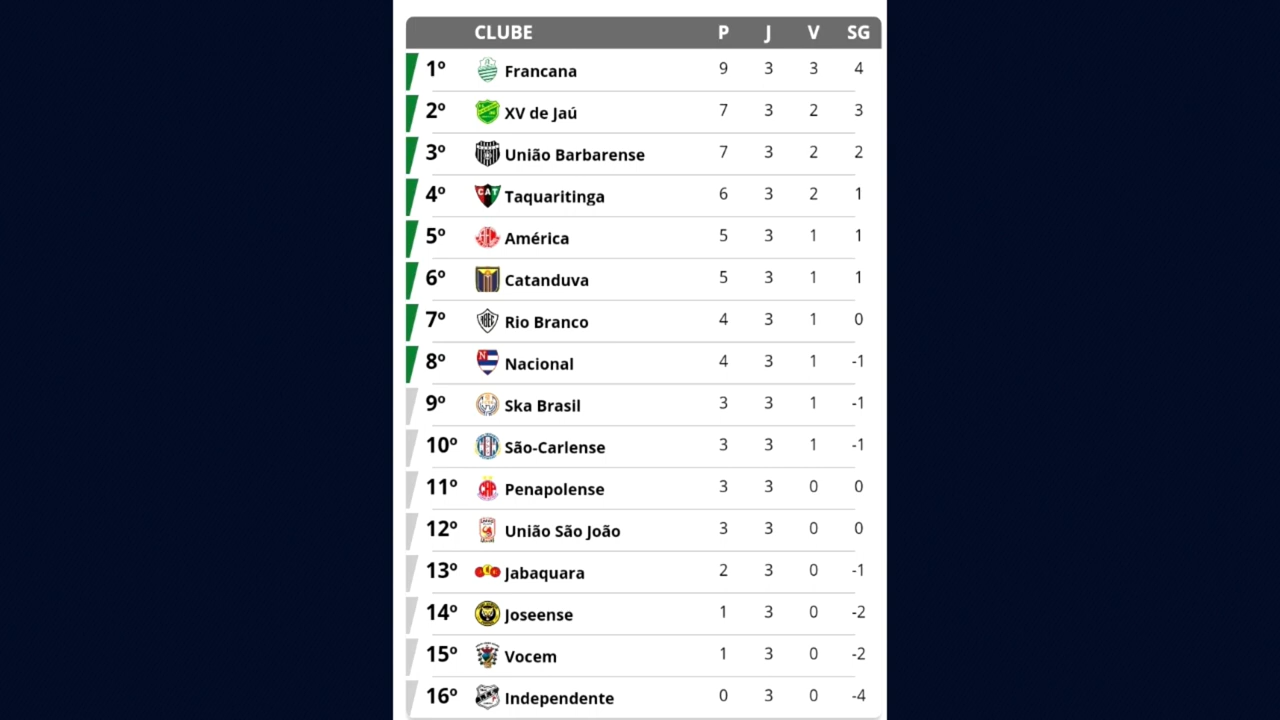 CLUBE P J V SG
1º Francana 9 3 3 4
2º XV de Jaú 7 3 2 3
3º União Barbarense 7 3 2 2
4º Taquaritinga 6 3 2 1
5º América 5 3 1 1
6º Catanduva 5 3 1 1
7º Rio Branco 4 3 1 0
8º Nacional 4 3 1 -1
9º Ska Brasil 3 3 1 -1
10º São-Carlense 3 3 1 -1
11º Penapolense 3 3 0 0
12º União São João 3 3 0 0
13º Jabaquara 2 3 0 -1
14º Joseense 1 3 0 -2
15º Vocem 1 3 0 -2
16º Independente 0 3 0 -4